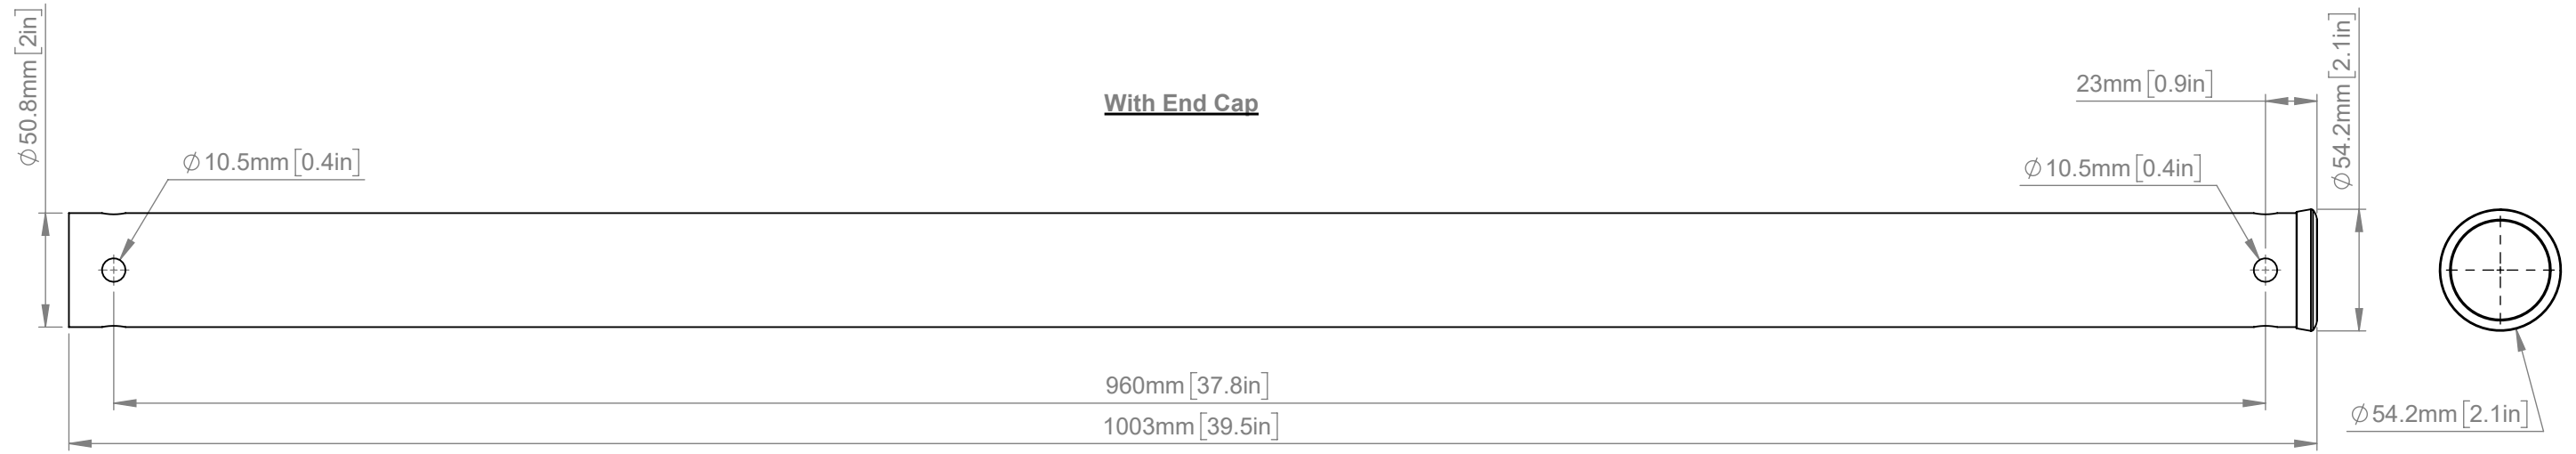 ⌀50.8mm[2in]
With End Cap
23mm[0.9in]
⌀54.2mm[2.1in]
⌀10.5mm[0.4in]
⌀10.5mm[0.4in]
960mm[37.8in]
1003mm[39.5in]
⌀54.2mm[2.1in]